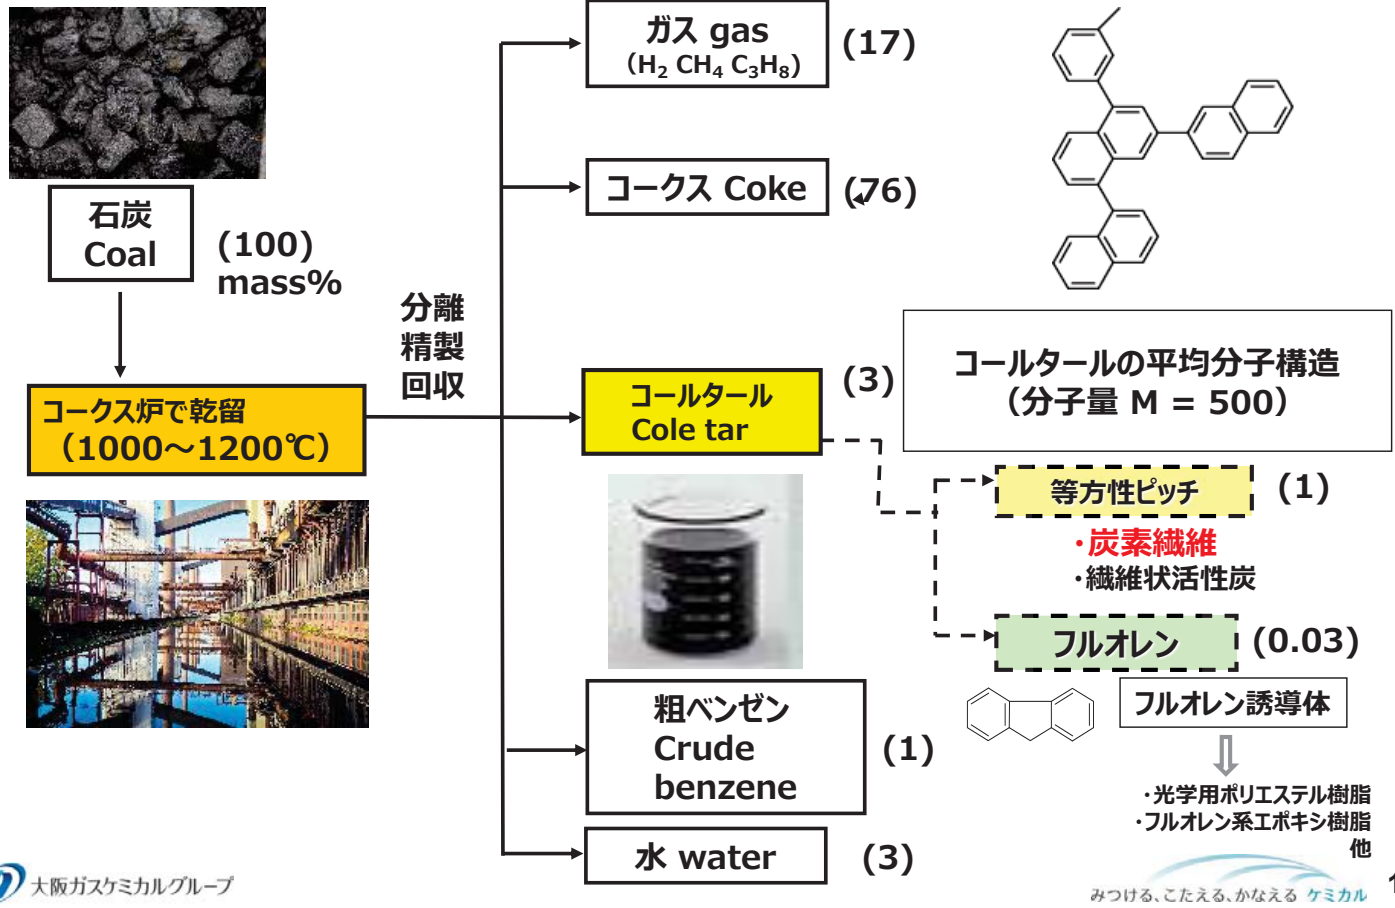 石炭
Coal
(100)
mass%
コークス炉で乾留
（1000～1200℃）
分離
精製
回収
ガス gas
（H₂ CH₄ C₃H₈）
(17)
コークス Coke
(76)
コールタール
Cole tar
(3)
粗ベンゼン
Crude
benzene
(1)
水 water
(3)
コールタールの平均分子構造
（分子量 M = 500）
等方性ピッチ
(1)
・炭素繊維
・繊維状活性炭
フルオレン
(0.03)
フルオレン誘導体
・光学用ポリエステル樹脂
・フルオレン系エポキシ樹脂
他
大阪ガスケミカルグループ
みつける、こたえる、かなえる ケミカル